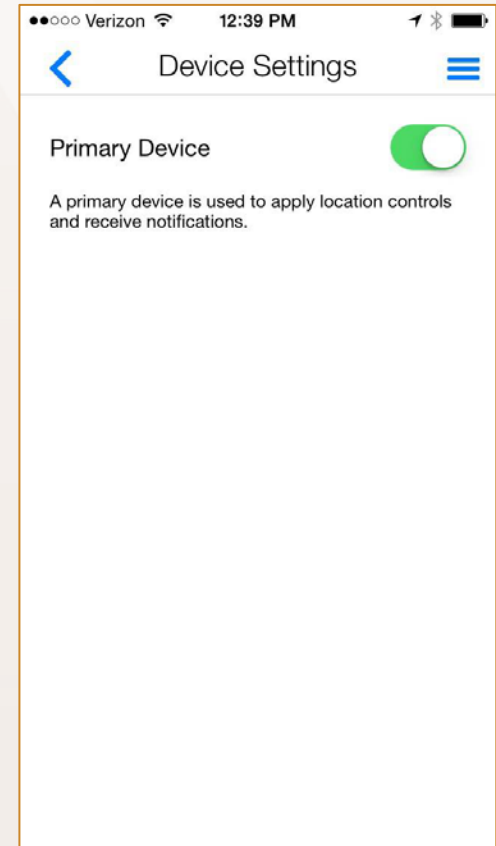 Verizon 12:39 PM
Device Settings
Primary Device
A primary device is used to apply location controls
and receive notifications.